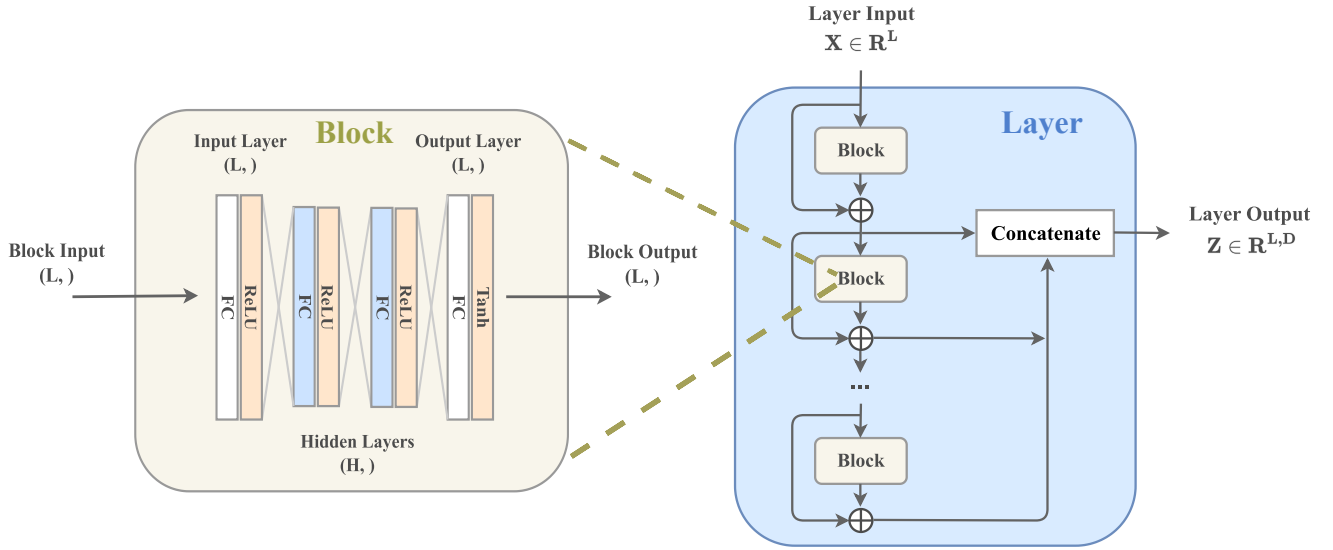 Block
Input Layer
(L, )
Output Layer
(L, )
Block Input
(L, )
FC
ReLU
FC
ReLU
FC
ReLU
FC
Tanh
Hidden Layers
(H, )
Block Output
(L, )
Layer Input
X ∈ R^L
Layer
Block
Block
...
Block
Concatenate
Layer Output
Z ∈ R^{L,D}